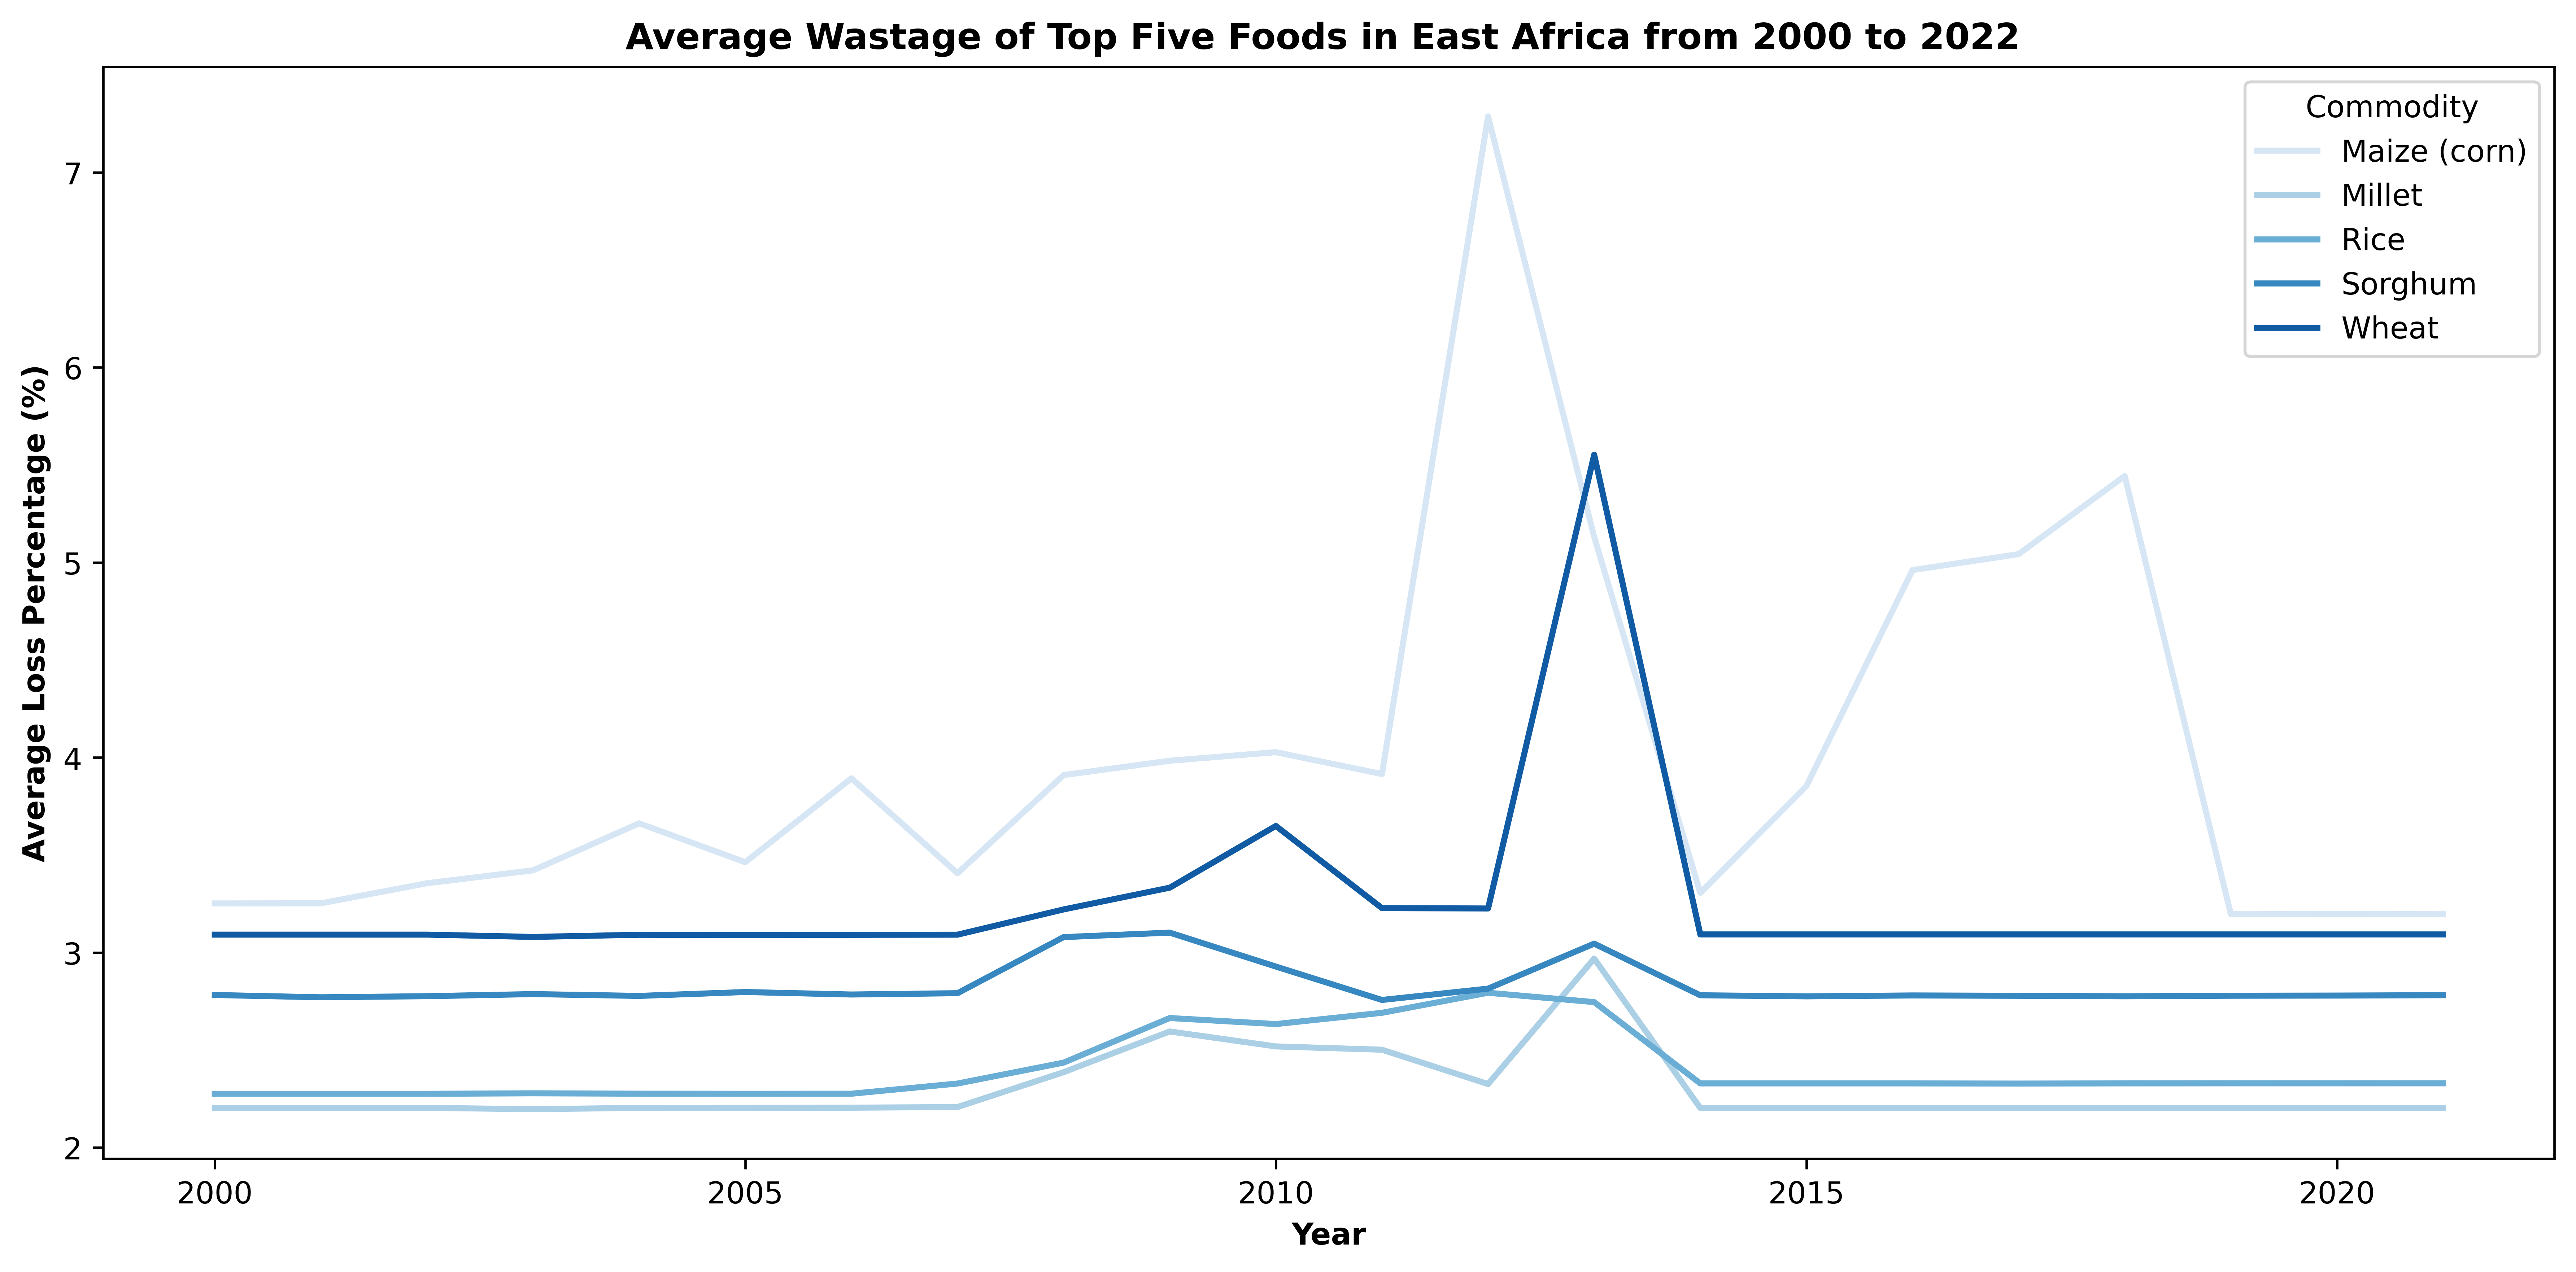 Average Wastage of Top Five Foods in East Africa from 2000 to 2022
Commodity
Maize (corn)
Millet
Rice
Sorghum
Wheat
Average Loss Percentage (%)
7
6
5
4
3
2
2000 2005 2010 2015 2020
Year